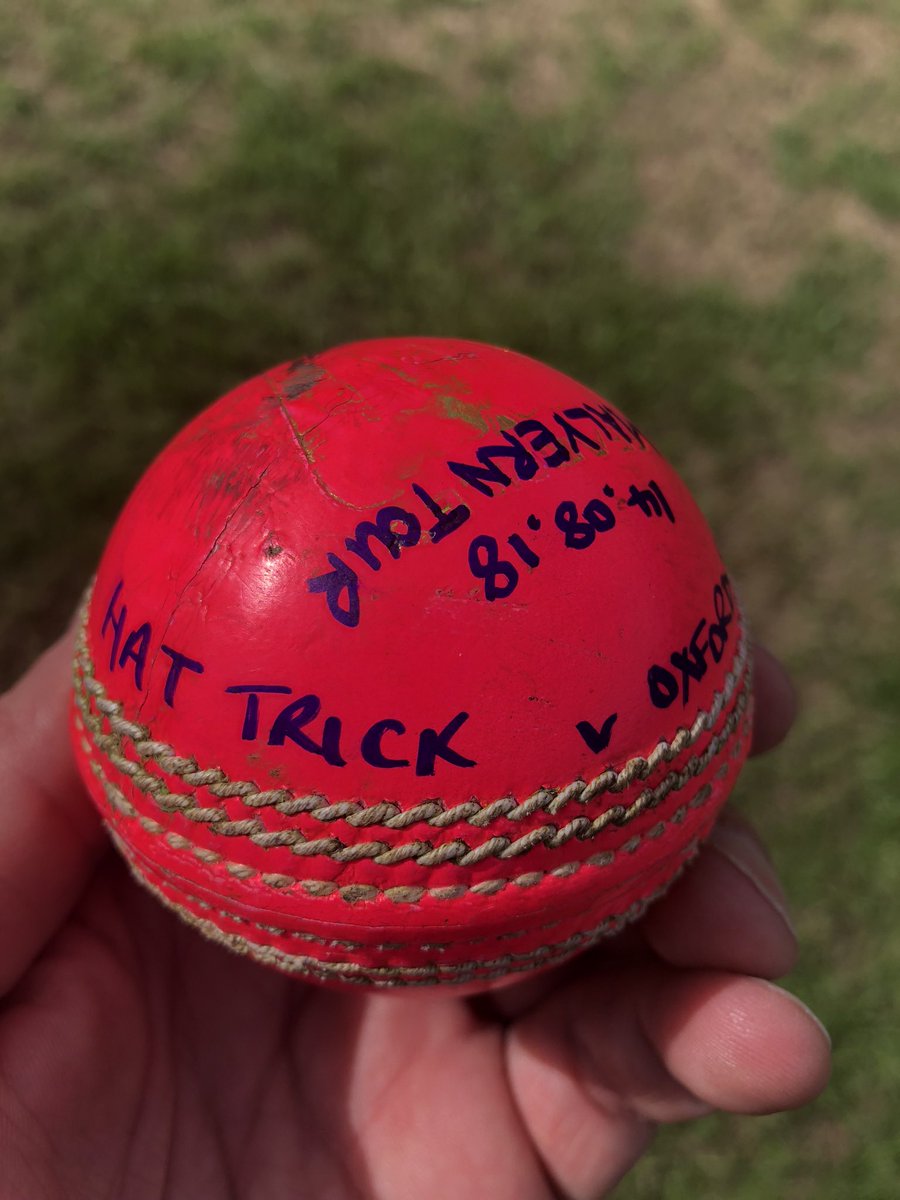 MALVERN TOUR
14.08.18
HAT TRICK v OXFORD